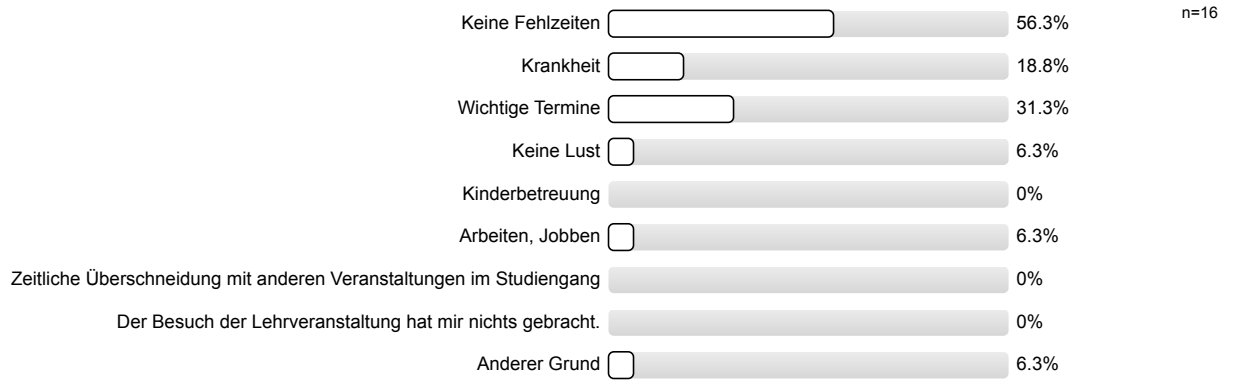 Keine Fehlzeiten 56.3% n=16
Krankheit 18.8%
Wichtige Termine 31.3%
Keine Lust 6.3%
Kinderbetreuung 0%
Arbeiten, Jobben 6.3%
Zeitliche Überschneidung mit anderen Veranstaltungen im Studiengang 0%
Der Besuch der Lehrveranstaltung hat mir nichts gebracht. 0%
Anderer Grund 6.3%